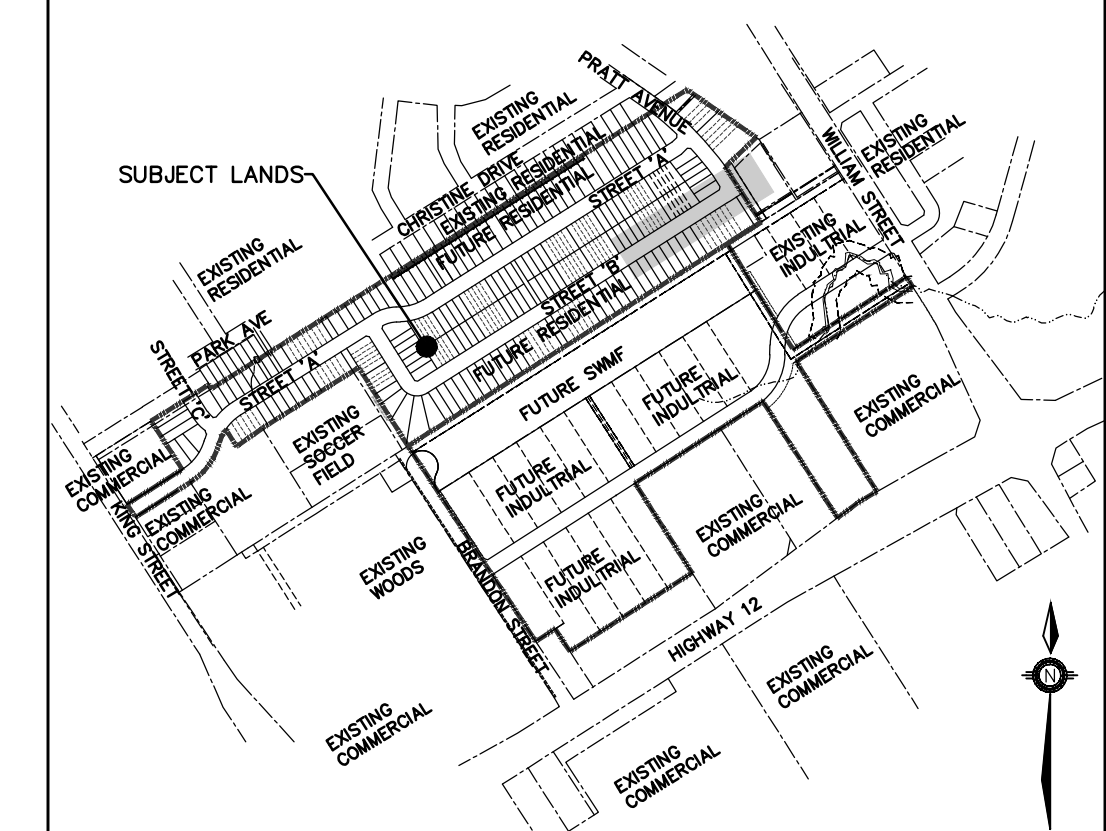 PRATT AVENUE
EXISTING
RESIDENTIAL
SUBJECT LANDS
WILLIAM STREET
EXISTING
RESIDENTIAL
CHRISTINE DRIVE
EXISTING RESIDENTIAL
FUTURE RESIDENTIAL
STREET 'A'
EXISTING
RESIDENTIAL
EXISTING
INDULTRIAL
STREET 'B'
FUTURE RESIDENTIAL
PARK AVE
STREET 'C'
STREET 'A'
FUTURE SWMF
FUTURE
INDULTRIAL
EXISTING
COMMERCIAL
EXISTING
SOCCER
FIELD
EXISTING
COMMERCIAL
EXISTING
COMMERCIAL
KING STREET
FUTURE
INDULTRIAL
EXISTING
COMMERCIAL
EXISTING
WOODS
BRANDON STREET
FUTURE
INDULTRIAL
HIGHWAY 12
EXISTING
COMMERCIAL
N
EXISTING
COMMERCIAL
EXISTING
COMMERCIAL